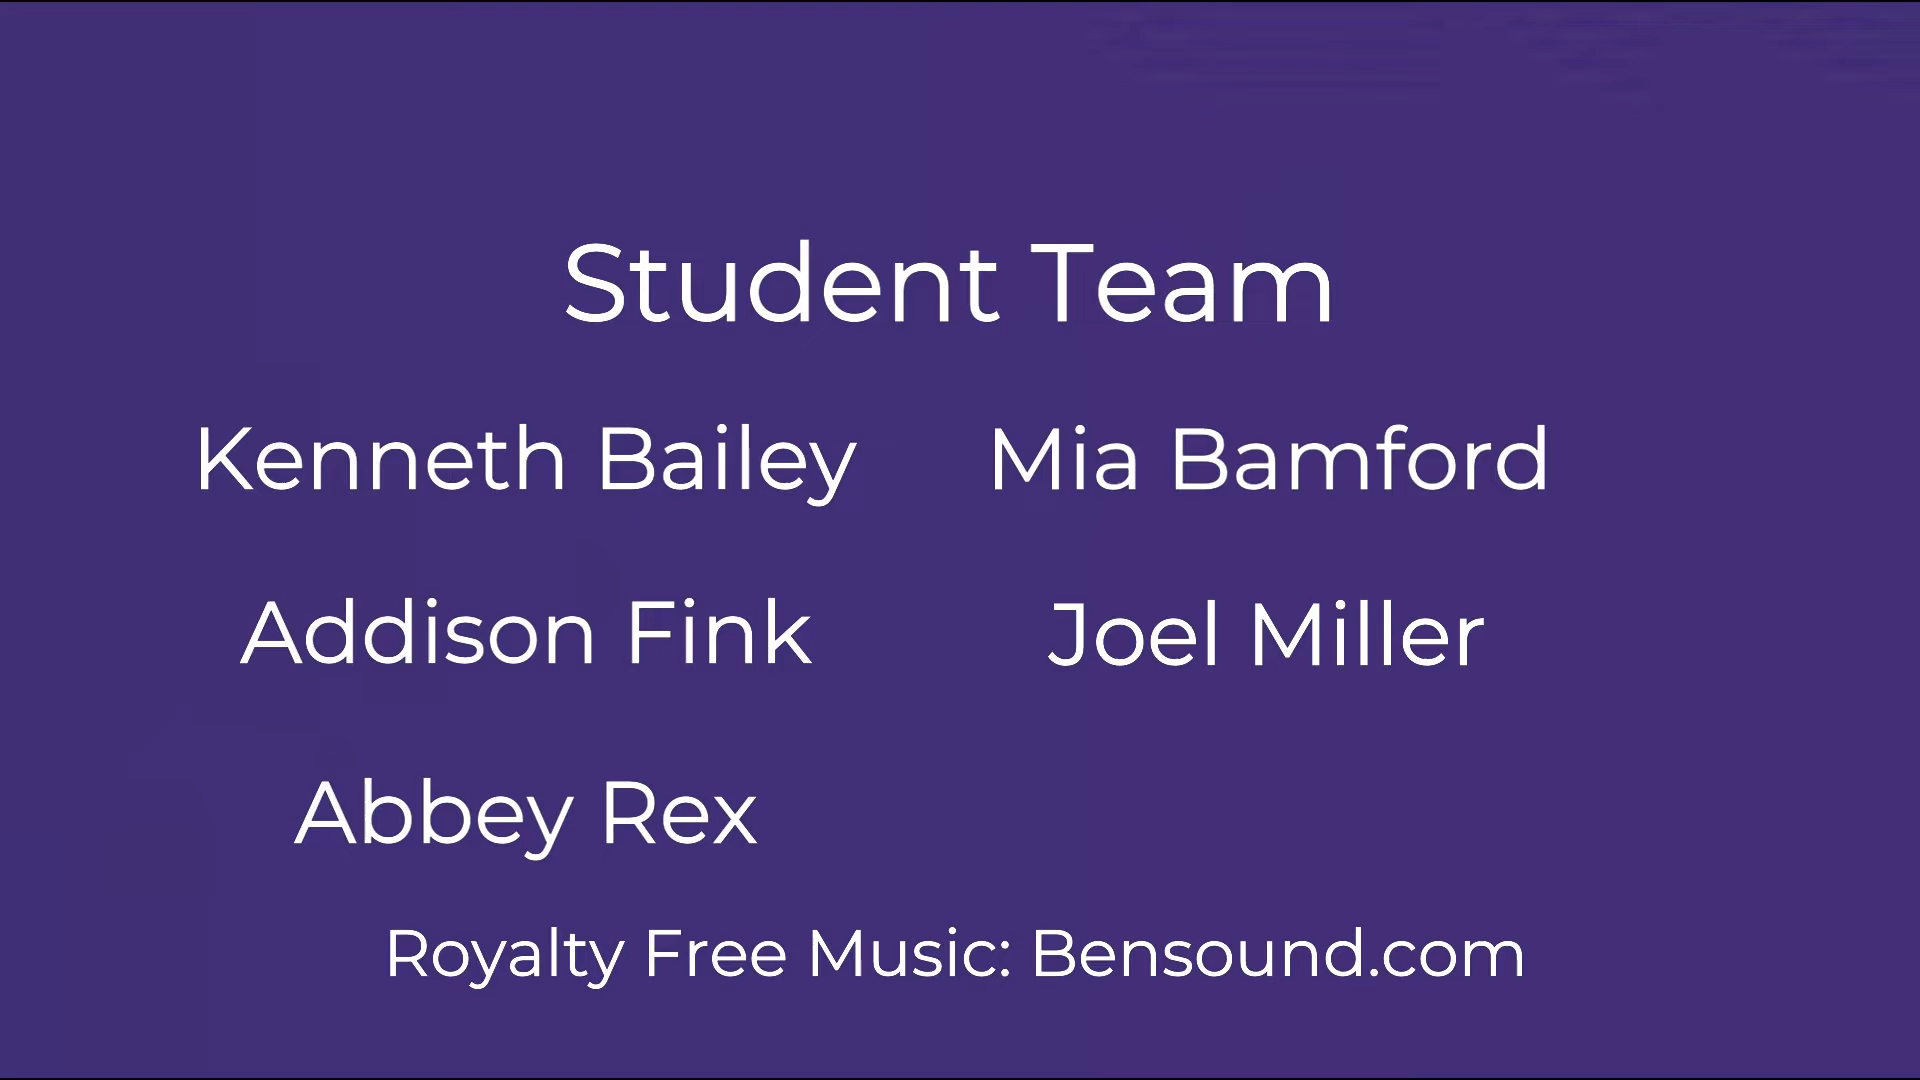 Student Team
Kenneth Bailey Mia Bamford
Addison Fink Joel Miller
Abbey Rex
Royalty Free Music: Bensound.com